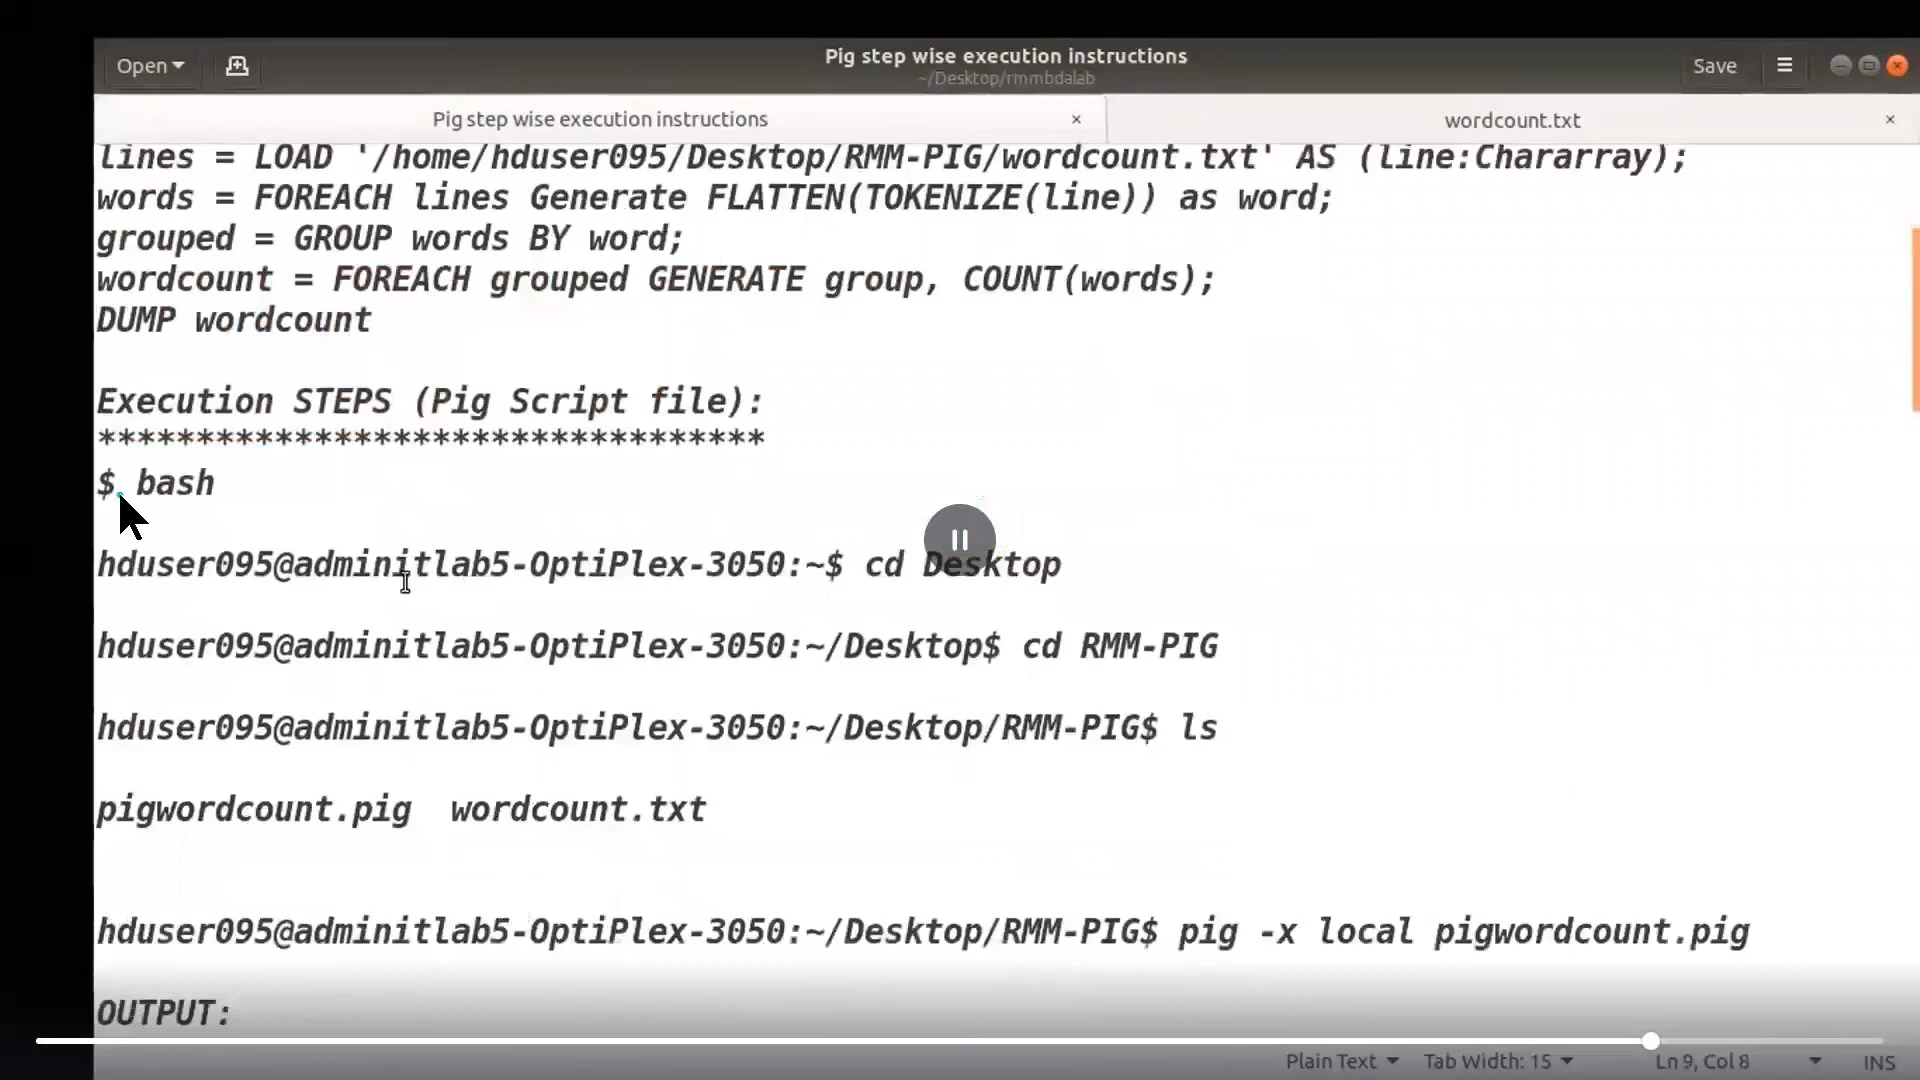 Open
Pig step wise execution instructions
~/Desktop/rmmbdalab
Save
Pig step wise execution instructions
wordcount.txt
lines = LOAD '/home/hduser095/Desktop/RMM-PIG/wordcount.txt' AS (line:Chararray);
words = FOREACH lines Generate FLATTEN(TOKENIZE(line)) as word;
grouped = GROUP words BY word;
wordcount = FOREACH grouped GENERATE group, COUNT(words);
DUMP wordcount
Execution STEPS (Pig Script file):
**********************************
$ bash
hduser095@adminitlab5-OptiPlex-3050:~$ cd Desktop
hduser095@adminitlab5-OptiPlex-3050:~/Desktop$ cd RMM-PIG
hduser095@adminitlab5-OptiPlex-3050:~/Desktop/RMM-PIG$ ls
pigwordcount.pig  wordcount.txt
hduser095@adminitlab5-OptiPlex-3050:~/Desktop/RMM-PIG$ pig -x local pigwordcount.pig
OUTPUT:
Plain Text Tab Width: 15 Ln 9, Col 8 INS